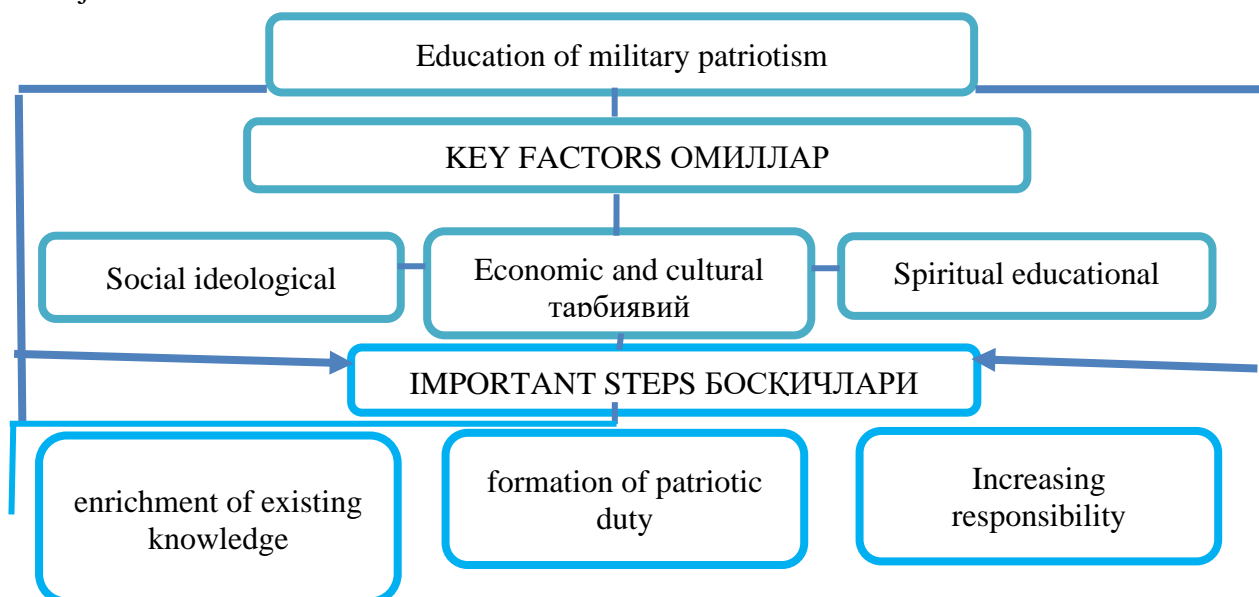 Education of military patriotism
KEY FACTORS ОМИЛЛАР
Social ideological
Economic and cultural
тарбиявий
Spiritual educational
IMPORTANT STEPS БОСҚИЧЛАРИ
enrichment of existing
knowledge
formation of patriotic
duty
Increasing
responsibility